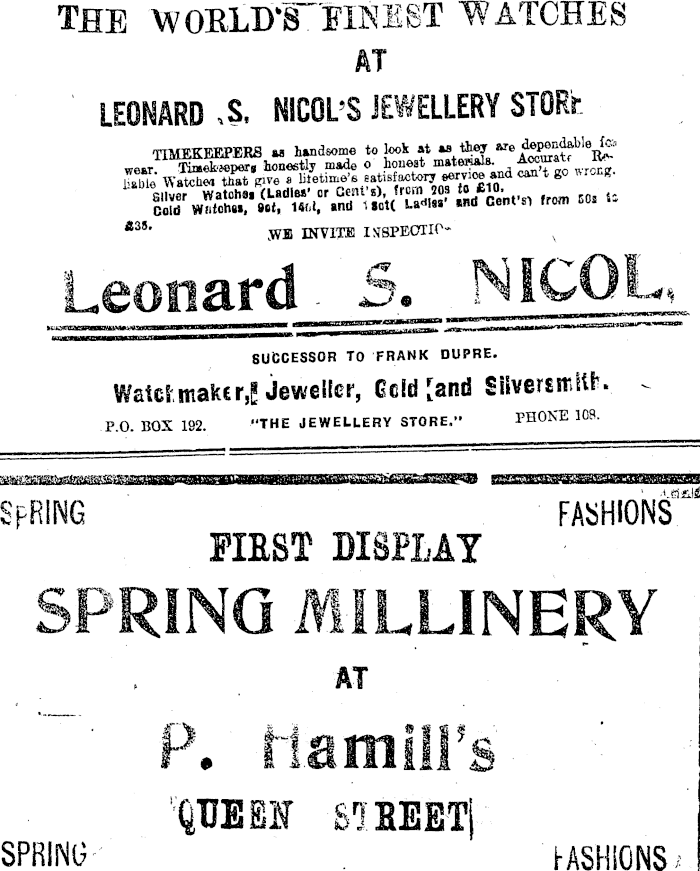 THE WORLD'S FINEST WATCHES
AT
LEONARD S. NICOL'S JEWELLERY STORE
TIMEKEEPERS as handsome to look at as they are dependable for
wear. Timekeepers honestly made of honest materials. Accurate Re-
liable Watches that give a lifetime's satisfactory service and can't go wrong.
Silver Watches (Ladies' or Gent's), from 20s to £10.
Gold Watches, 9ct, 14ct, and 18ct (Ladies' and Gent's) from 50s to
£35.
WE INVITE INSPECTION
Leonard S. NICOL,
SUCCESSOR TO FRANK DUPRE.
Watchmaker, Jeweller, Gold and Silversmith.
P.O. BOX 192. "THE JEWELLERY STORE." PHONE 108.
SPRING FASHIONS
FIRST DISPLAY
SPRING MILLINERY
AT
P. Hamill's
QUEEN STREET
SPRING FASHIONS